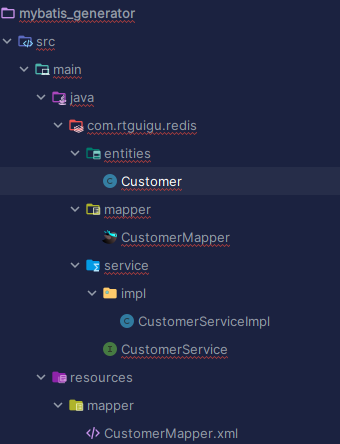 mybatis_generator
src
main
java
com.rtguigu.redis
entities
Customer
mapper
CustomerMapper
service
impl
CustomerServiceImpl
CustomerService
resources
mapper
CustomerMapper.xml